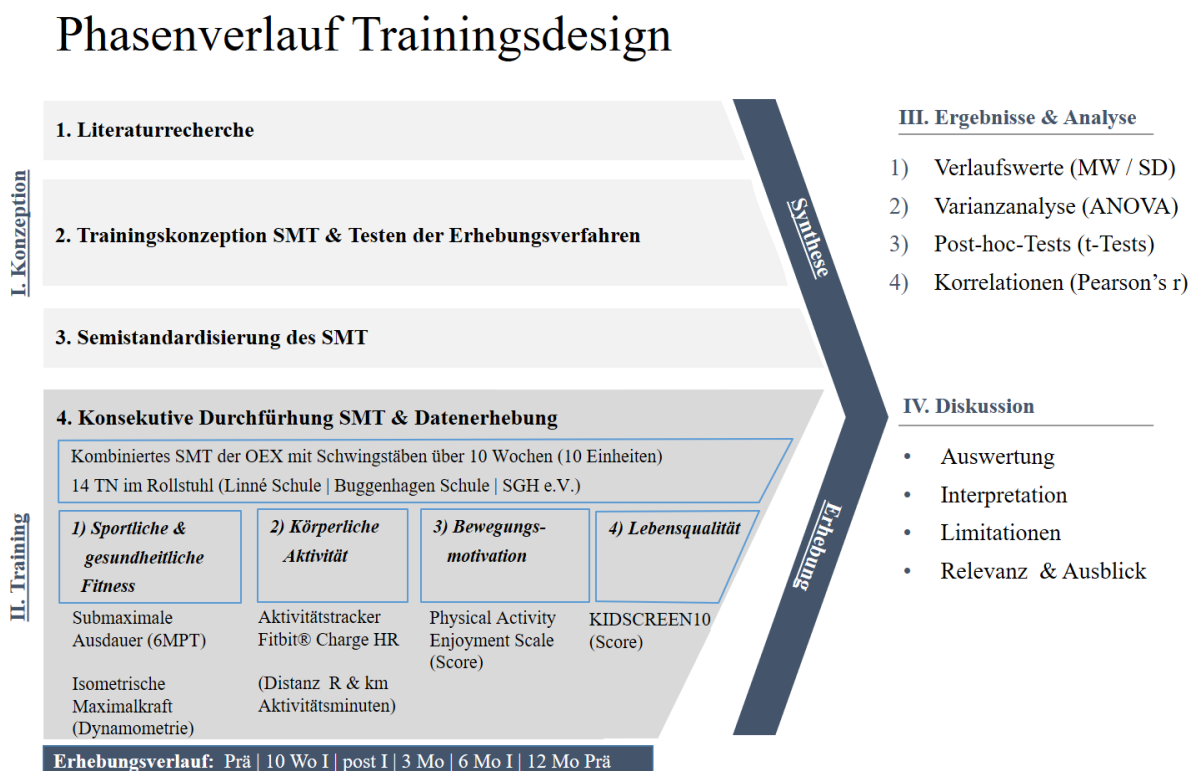 Phasenverlauf Trainingsdesign
I. Konzeption
1. Literaturrecherche
2. Trainingskonzeption SMT & Testen der Erhebungsverfahren
3. Semistandardisierung des SMT
II. Training
4. Konsekutive Durchfürhung SMT & Datenerhebung
Kombiniertes SMT der OEX mit Schwingstäben über 10 Wochen (10 Einheiten)
14 TN im Rollstuhl (Linné Schule | Buggenhagen Schule | SGH e.V.)
1) Sportliche &
gesundheitliche
Fitness
Submaximale
Ausdauer (6MPT)
Isometrische
Maximalkraft
(Dynamometrie)
2) Körperliche
Aktivität
Aktivitätstracker
Fitbit® Charge HR
(Distanz R & km
Aktivitätsminuten)
3) Bewegungs-
motivation
Physical Activity
Enjoyment Scale
(Score)
4) Lebensqualität
KIDSCREEN10
(Score)
Erhebungsverlauf: Prä | 10 Wo I | post I | 3 Mo | 6 Mo I | 12 Mo Prä
Synthese
Erhebung
III. Ergebnisse & Analyse
1) Verlaufswerte (MW / SD)
2) Varianzanalyse (ANOVA)
3) Post-hoc-Tests (t-Tests)
4) Korrelationen (Pearson’s r)
IV. Diskussion
• Auswertung
• Interpretation
• Limitationen
• Relevanz & Ausblick